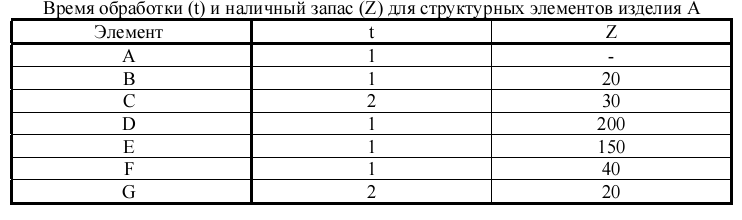 Время обработки (t) и наличный запас (Z) для структурных элементов изделия А
Элемент t Z
A 1 -
B 1 20
C 2 30
D 1 200
E 1 150
F 1 40
G 2 20